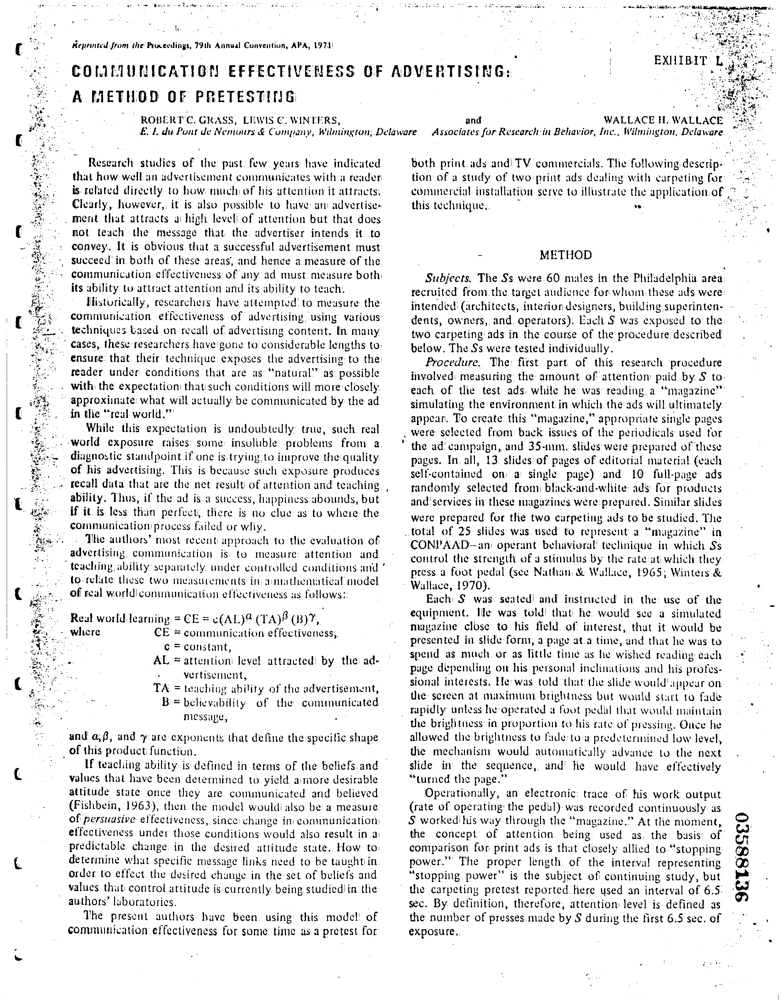 Reprinted from the Proceedings, 79th Annual Convention, APA, 1971
EXHIBIT L
COMMUNICATION EFFECTIVENESS OF ADVERTISING:
A METHOD OF PRETESTING
ROBERT C. GRASS, LEWIS C. WINTERS, and WALLACE H. WALLACE
E. I. du Pont de Nemours & Company, Wilmington, Delaware Associates for Research in Behavior, Inc., Wilmington, Delaware
Research studies of the past few years have indicated
that how well an advertisement communicates with a reader
is related directly to how much of his attention it attracts.
Clearly, however, it is also possible to have an advertise-
ment that attracts a high level of attention but that does
not teach the message that the advertiser intends it to
convey. It is obvious that a successful advertisement must
succeed in both of these areas, and hence a measure of the
communication effectiveness of any ad must measure both
its ability to attract attention and its ability to teach.
Historically, researchers have attempted to measure the
communication effectiveness of advertising using various
techniques based on recall of advertising content. In many
cases, these researchers have gone to considerable lengths to
ensure that their technique exposes the advertising to the
reader under conditions that are as "natural" as possible
with the expectation that such conditions will more closely
approximate what will actually be communicated by the ad
in the "real world."
While this expectation is undoubtedly true, such real
world exposure raises some insoluble problems from a
diagnostic standpoint if one is trying to improve the quality
of his advertising. This is because such exposure produces
recall data that are the net result of attention and teaching
ability. Thus, if the ad is a success, happiness abounds, but
if it is less than perfect, there is no clue as to where the
communication process failed or why.
The authors' most recent approach to the evaluation of
advertising communication is to measure attention and
teaching ability separately under controlled conditions and
to relate these two measurements in a mathematical model
of real world communication effectiveness as follows:
Real world learning = CE = c(AL)α (TA)β (B)γ,
where CE = communication effectiveness,
c = constant,
AL = attention level attracted by the ad-
vertisement,
TA = teaching ability of the advertisement,
B = believability of the communicated
message,
and α, β, and γ are exponents that define the specific shape
of this product function.
If teaching ability is defined in terms of the beliefs and
values that have been determined to yield a more desirable
attitude state once they are communicated and believed
(Fishbein, 1963), then the model would also be a measure
of persuasive effectiveness, since change in communication
effectiveness under those conditions would also result in a
predictable change in the desired attitude state. How to
determine what specific message links need to be taught in
order to effect the desired change in the set of beliefs and
values that control attitude is currently being studied in the
authors' laboratories.
The present authors have been using this model of
communication effectiveness for some time as a pretest for
both print ads and TV commercials. The following descrip-
tion of a study of two print ads dealing with carpeting for
commercial installation serve to illustrate the application of
this technique.
METHOD
Subjects. The Ss were 60 males in the Philadelphia area
recruited from the target audience for whom these ads were
intended (architects, interior designers, building superinten-
dents, owners, and operators). Each S was exposed to the
two carpeting ads in the course of the procedure described
below. The Ss were tested individually.
Procedure. The first part of this research procedure
involved measuring the amount of attention paid by S to
each of the test ads while he was reading a "magazine"
simulating the environment in which the ads will ultimately
appear. To create this "magazine," appropriate single pages
were selected from back issues of the periodicals used for
the ad campaign, and 35-mm. slides were prepared of these
pages. In all, 13 slides of pages of editorial material (each
self-contained on a single page) and 10 full-page ads
randomly selected from black-and-white ads for products
and services in these magazines were prepared. Similar slides
were prepared for the two carpeting ads to be studied. The
total of 25 slides was used to represent a "magazine" in
CONPAAD—an operant behavioral technique in which Ss
control the strength of a stimulus by the rate at which they
press a foot pedal (see Nathan & Wallace, 1965; Winters &
Wallace, 1970).
Each S was seated and instructed in the use of the
equipment. He was told that he would see a simulated
magazine close to his field of interest, that it would be
presented in slide form, a page at a time, and that he was to
spend as much or as little time as he wished reading each
page depending on his personal inclinations and his profes-
sional interests. He was told that the slide would appear on
the screen at maximum brightness but would start to fade
rapidly unless he operated a foot pedal that would maintain
the brightness in proportion to his rate of pressing. Once he
allowed the brightness to fade to a predetermined low level,
the mechanism would automatically advance to the next
slide in the sequence, and he would have effectively
"turned the page."
Operationally, an electronic trace of his work output
(rate of operating the pedal) was recorded continuously as
S worked his way through the "magazine." At the moment,
the concept of attention being used as the basis of
comparison for print ads is that closely allied to "stopping
power." The proper length of the interval representing
"stopping power" is the subject of continuing study, but
the carpeting pretest reported here used an interval of 6.5
sec. By definition, therefore, attention level is defined as
the number of presses made by S during the first 6.5 sec. of
exposure.
03588136